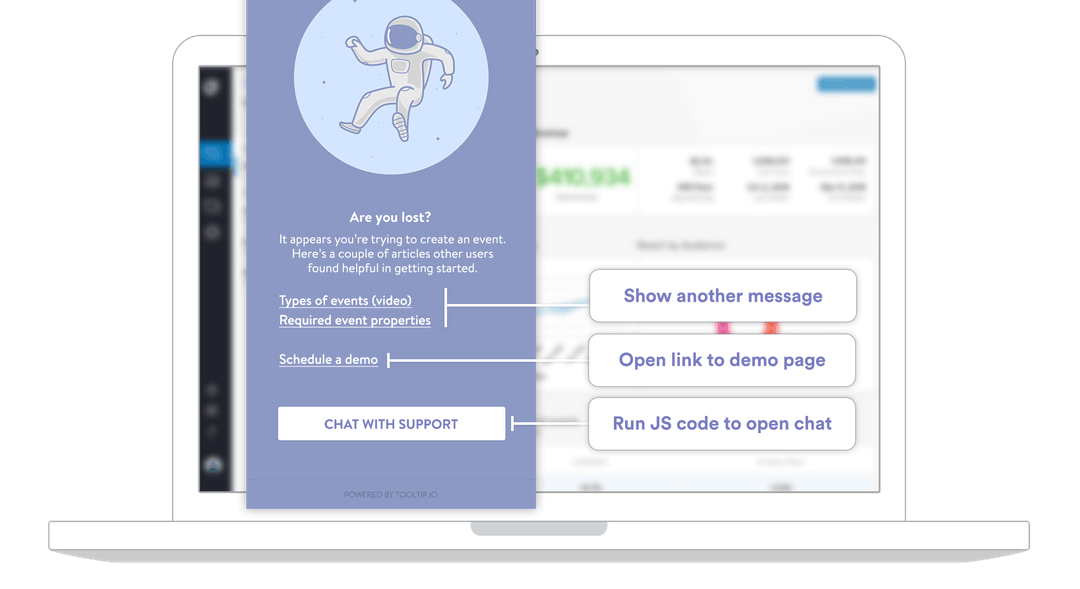 $410,934
Are you lost?
It appears you're trying to create an event.
Here's a couple of articles other users
found helpful in getting started.
Types of events (video)
Required event properties
Schedule a demo
CHAT WITH SUPPORT
POWERED BY TOOLTIP.IO
Show another message
Open link to demo page
Run JS code to open chat